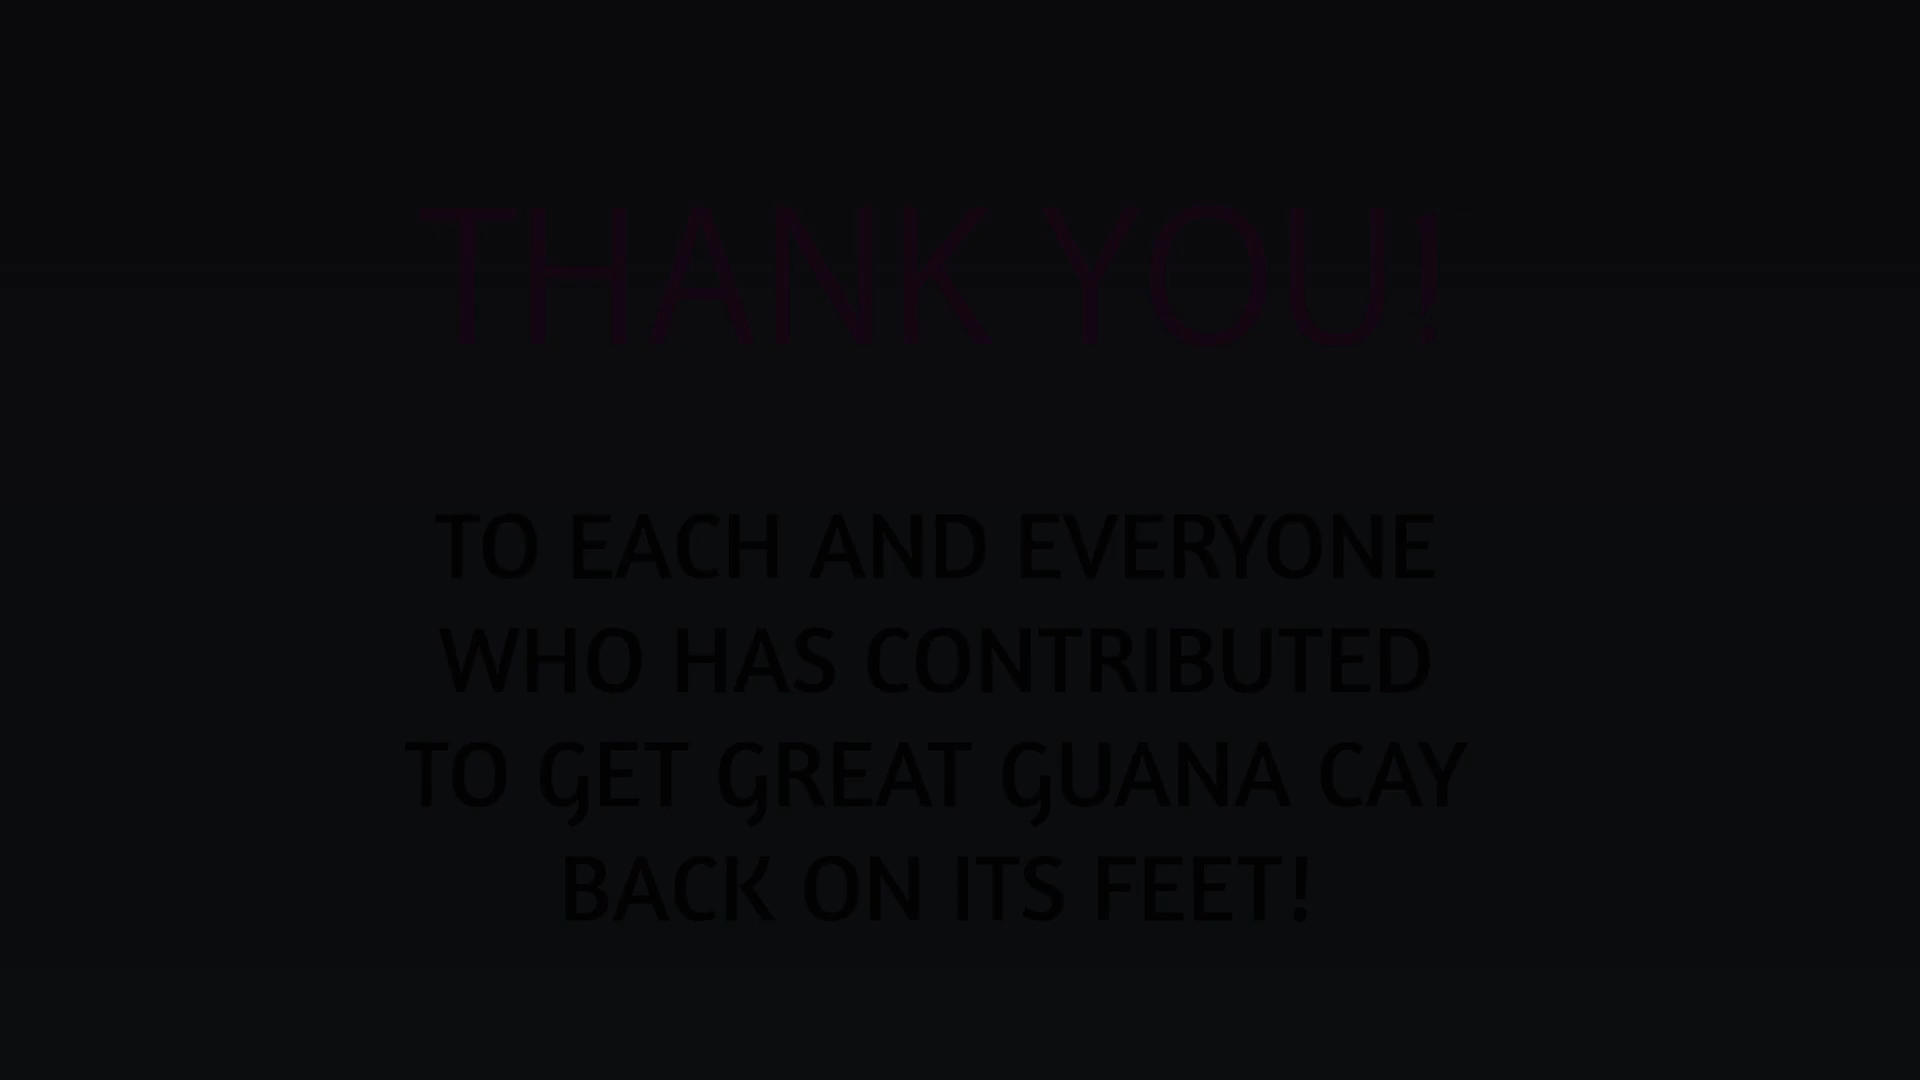 THANK YOU!
TO EACH AND EVERYONE
WHO HAS CONTRIBUTED
TO GET GREAT GUANA CAY
BACK ON ITS FEET!